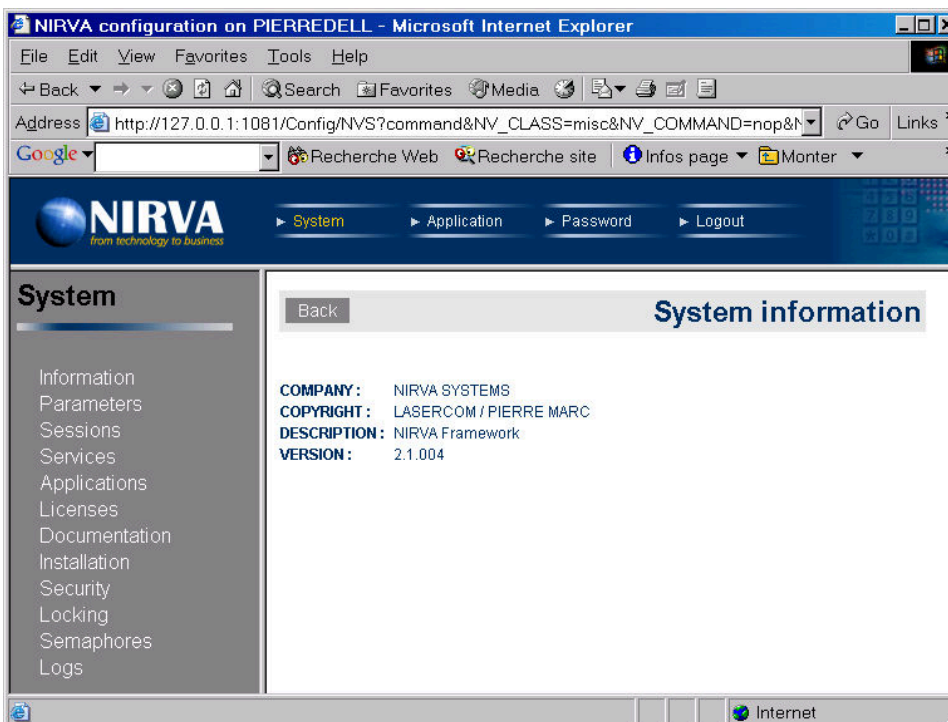 NIRVA configuration on PIERREDELL - Microsoft Internet Explorer
File Edit View Favorites Tools Help
Back Search Favorites Media
Address http://127.0.0.1:1081/Config/NVS?command&NV_CLASS=misc&NV_COMMAND=nop&N Go Links
Google Recherche Web Recherche site Infos page Monter
NIRVA
from technology to business
System Application Password Logout
System
Back
System information
Information
Parameters
Sessions
Services
Applications
Licenses
Documentation
Installation
Security
Locking
Semaphores
Logs
COMPANY : NIRVA SYSTEMS
COPYRIGHT : LASERCOM / PIERRE MARC
DESCRIPTION : NIRVA Framework
VERSION : 2.1.004
Internet